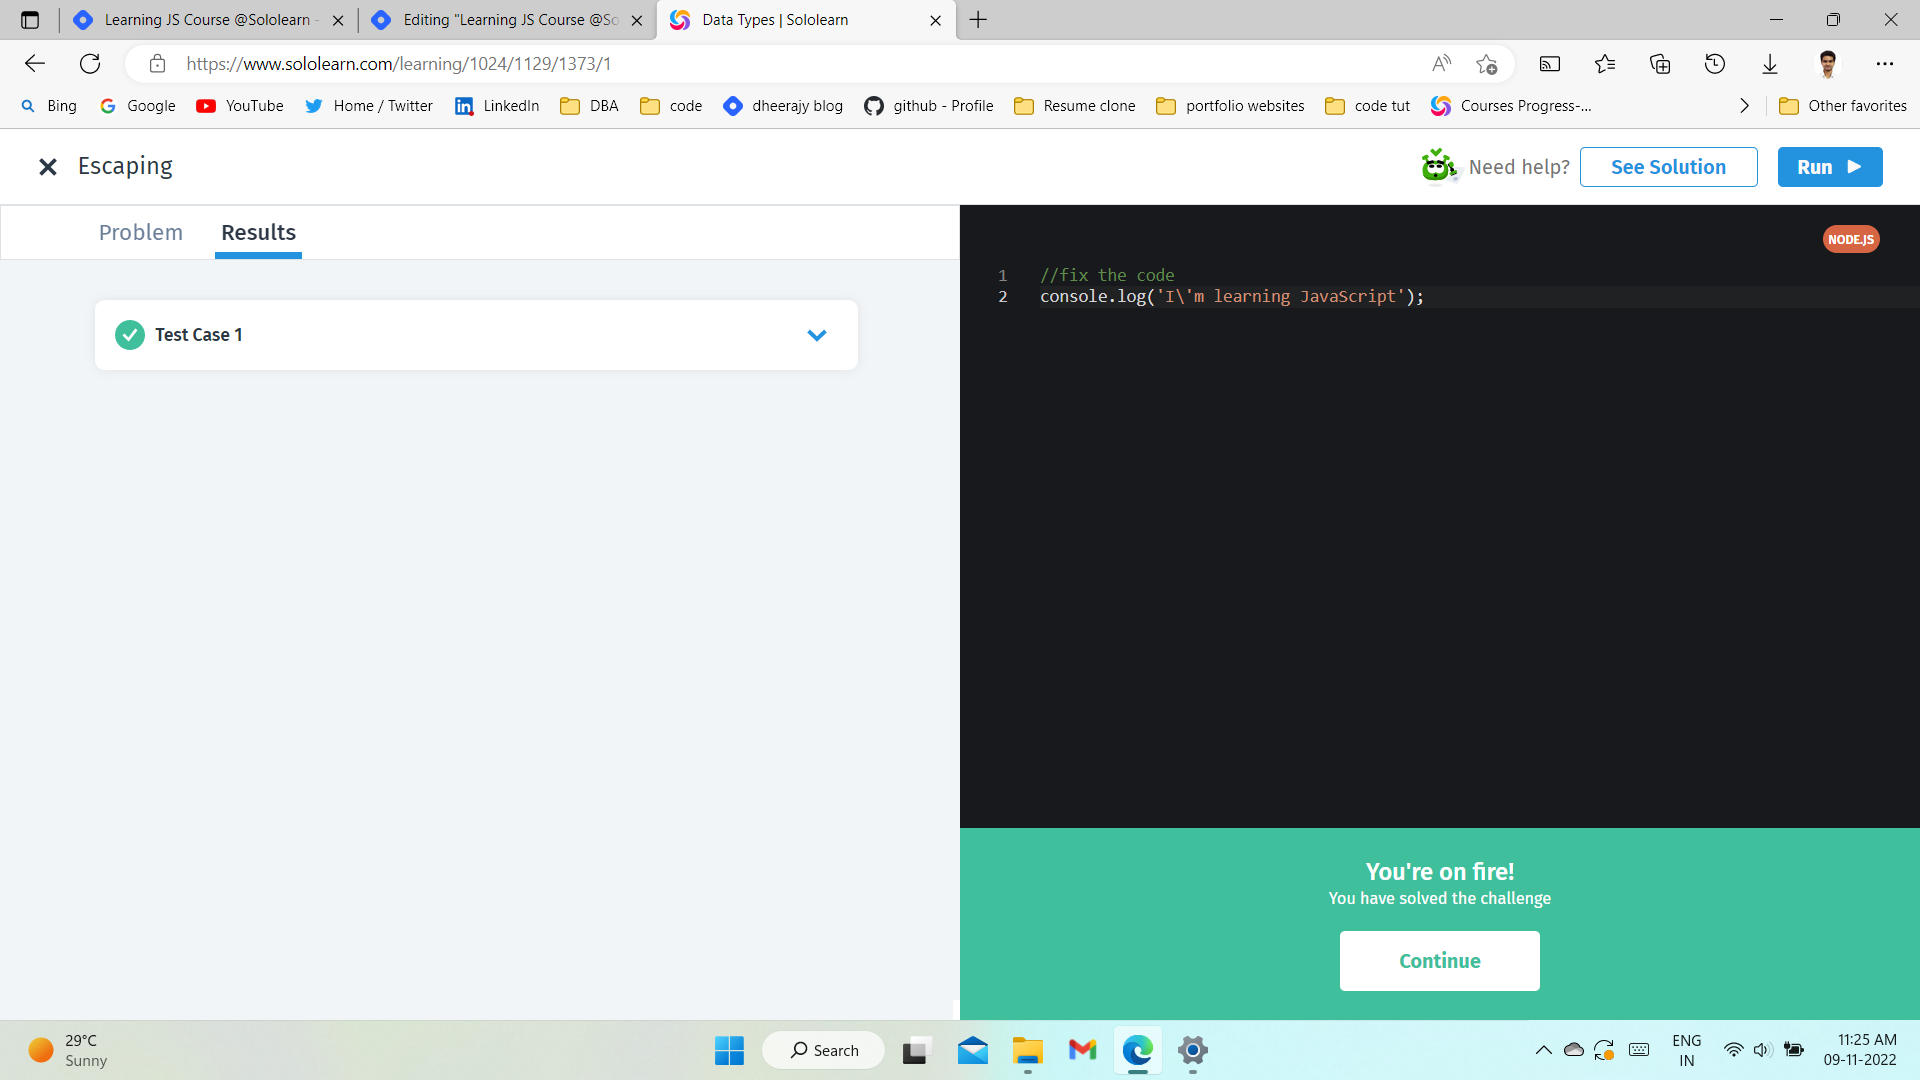 Learning JS Course @Sololearn -
Editing "Learning JS Course @So
Data Types | Sololearn
https://www.sololearn.com/learning/1024/1129/1373/1
Bing
Google
YouTube
Home / Twitter
LinkedIn
DBA
code
dheerajy blog
github - Profile
Resume clone
portfolio websites
code tut
Courses Progress-...
Other favorites
Escaping
Need help?
See Solution
Run
Problem
Results
NODE.JS
Test Case 1
1 //fix the code
2 console.log('I\'m learning JavaScript');
You're on fire!
You have solved the challenge
Continue
29°C
Sunny
Search
ENG
IN
11:25 AM
09-11-2022